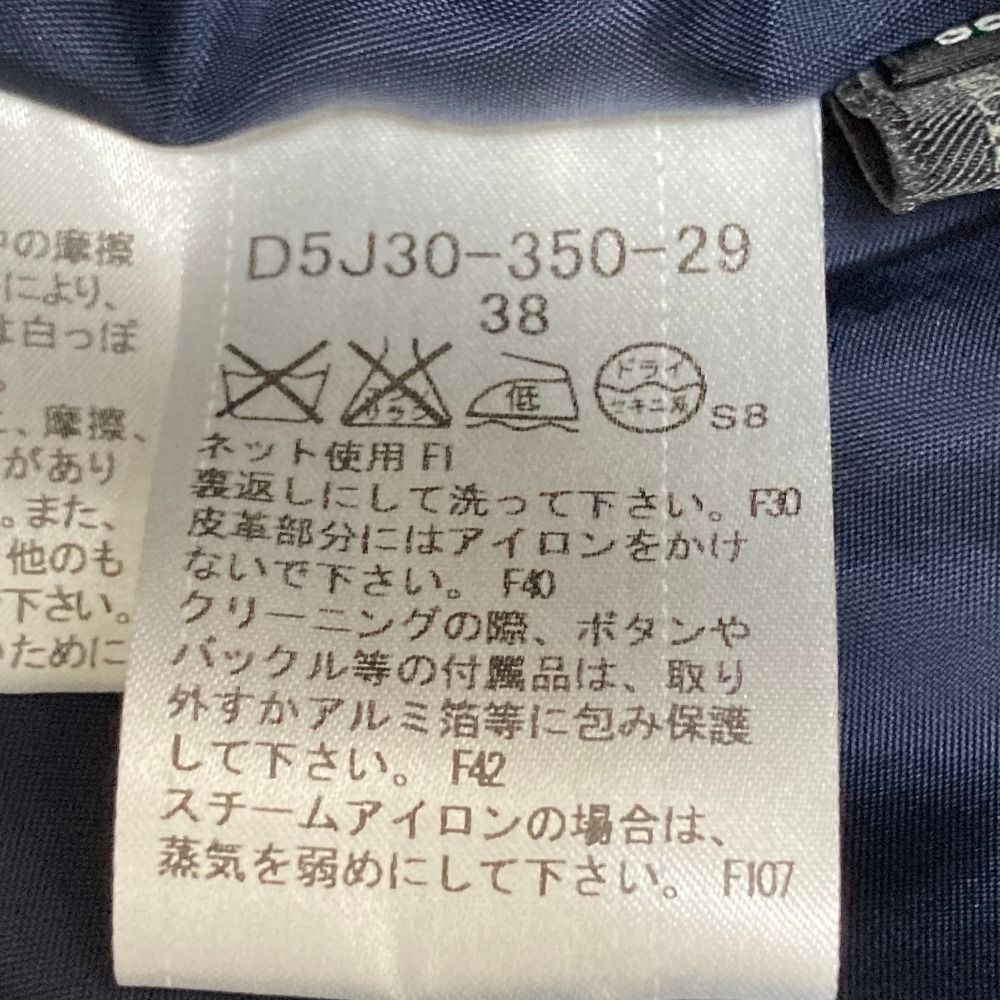 の摩擦
により、
は白っぽ
。
、摩擦、
があり
。また、
他のも
下さい。
ために
D5J30-350-29
38
低
ドライ
セキユ系
S8
ネット使用 F1
裏返しにして洗って下さい。F30
皮革部分にはアイロンをかけ
ないで下さい。 F40
クリーニングの際、ボタンや
バックル等の付属品は、取り
外すかアルミ箔等に包み保護
して下さい。 F42
スチームアイロンの場合は、
蒸気を弱めにして下さい。 F107